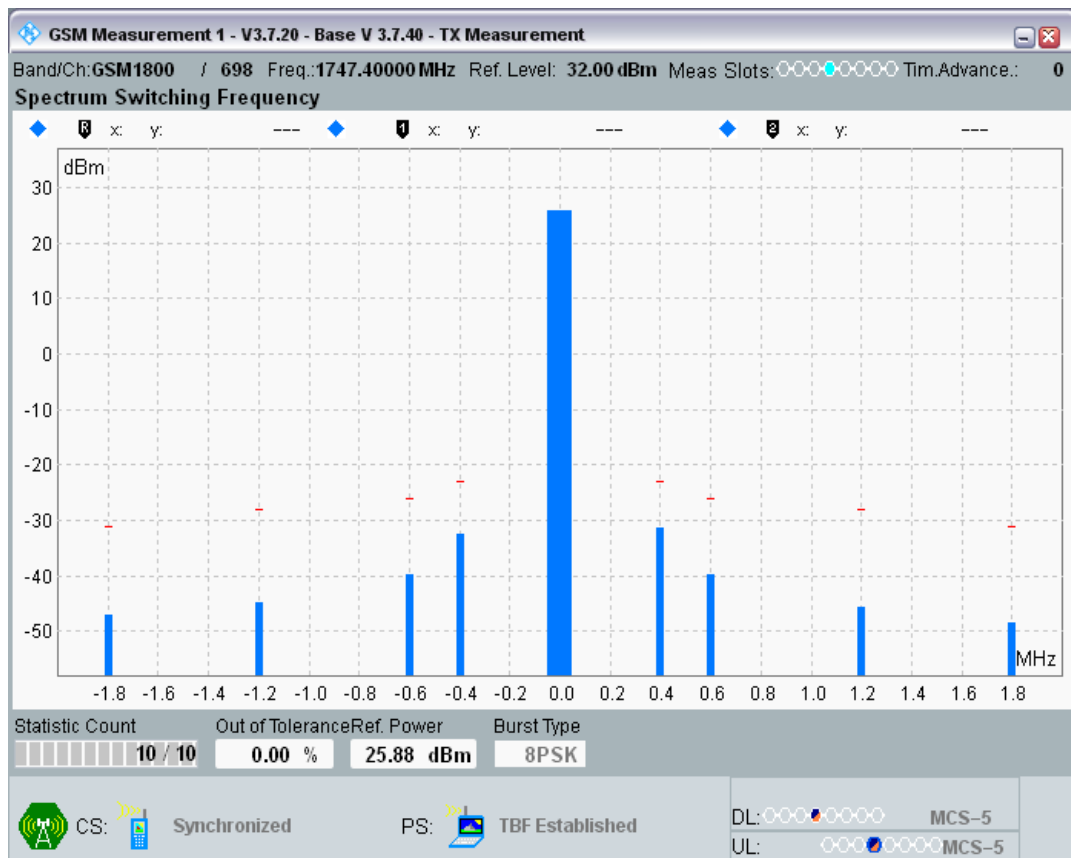 GSM Measurement 1 - V3.7.20 - Base V 3.7.40 - TX Measurement
Band/Ch:GSM1800 / 698 Freq.:1747.40000 MHz Ref. Level: 32.00 dBm Meas Slots: Tim.Advance.: 0
Spectrum Switching Frequency
R x: y: --- 1 x: y: --- 2 x: y: ---
dBm
30
20
10
0
-10
-20
-30
-40
-50
MHz
-1.8 -1.6 -1.4 -1.2 -1.0 -0.8 -0.6 -0.4 -0.2 0.0 0.2 0.4 0.6 0.8 1.0 1.2 1.4 1.6 1.8
Statistic Count Out of Tolerance Ref. Power Burst Type
10 / 10 0.00 % 25.88 dBm 8PSK
CS: Synchronized PS: TBF Established
DL: MCS-5
UL: MCS-5